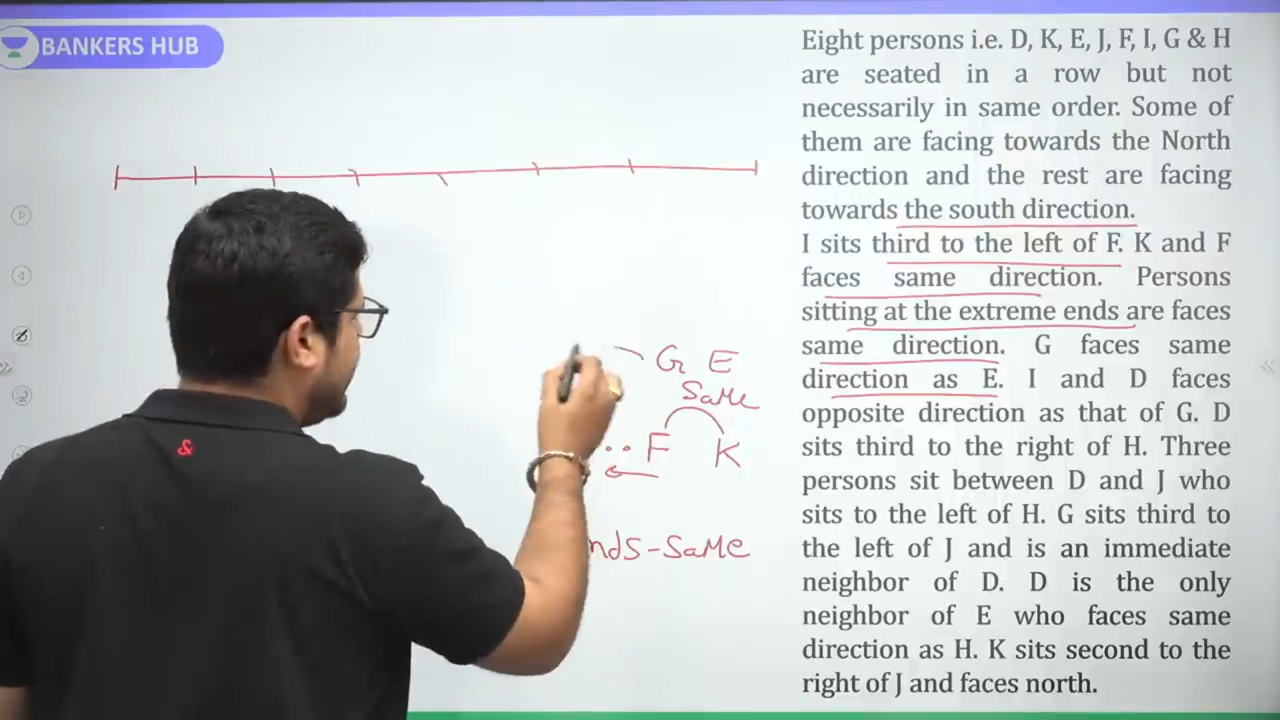 BANKERS HUB
Eight persons i.e. D, K, E, J, F, I, G & H
are seated in a row but not
necessarily in same order. Some of
them are facing towards the North
direction and the rest are facing
towards the south direction.
I sits third to the left of F. K and F
faces same direction. Persons
sitting at the extreme ends are faces
same direction. G faces same
direction as E. I and D faces
opposite direction as that of G. D
sits third to the right of H. Three
persons sit between D and J who
sits to the left of H. G sits third to
the left of J and is an immediate
neighbor of D. D is the only
neighbor of E who faces same
direction as H. K sits second to the
right of J and faces north.
G E
SaMe
F K
nds-SaMe
&